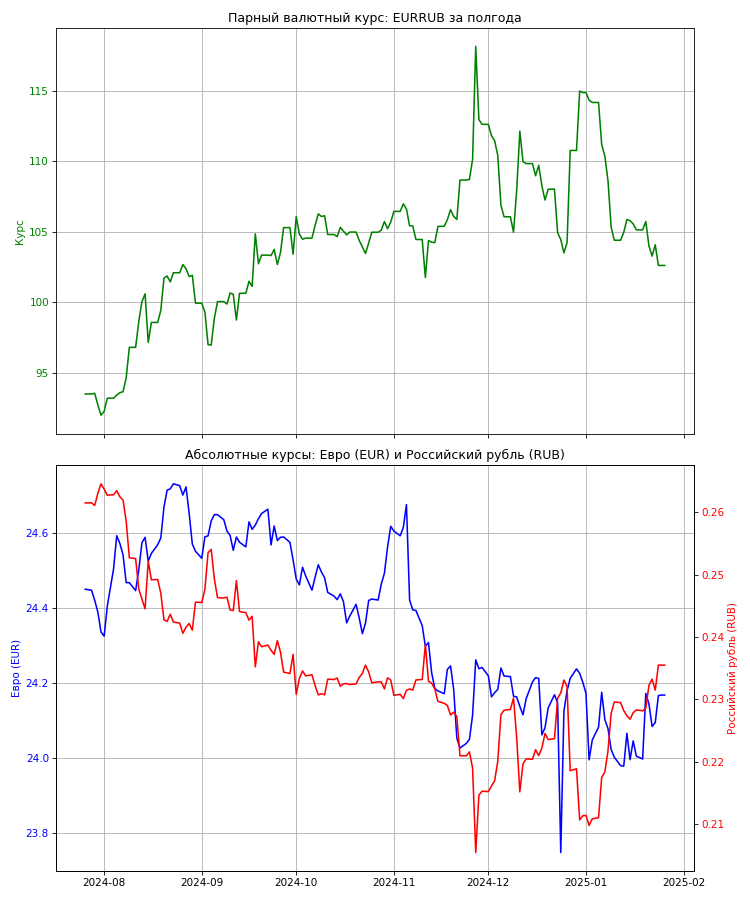 Парный валютный курс: EURRUB за полгода
115
110
105
100
95
Курс
Абсолютные курсы: Евро (EUR) и Российский рубль (RUB)
24.6
24.4
24.2
24.0
23.8
Евро (EUR)
0.26
0.25
0.24
0.23
0.22
0.21
Российский рубль (RUB)
2024-08 2024-09 2024-10 2024-11 2024-12 2025-01 2025-02